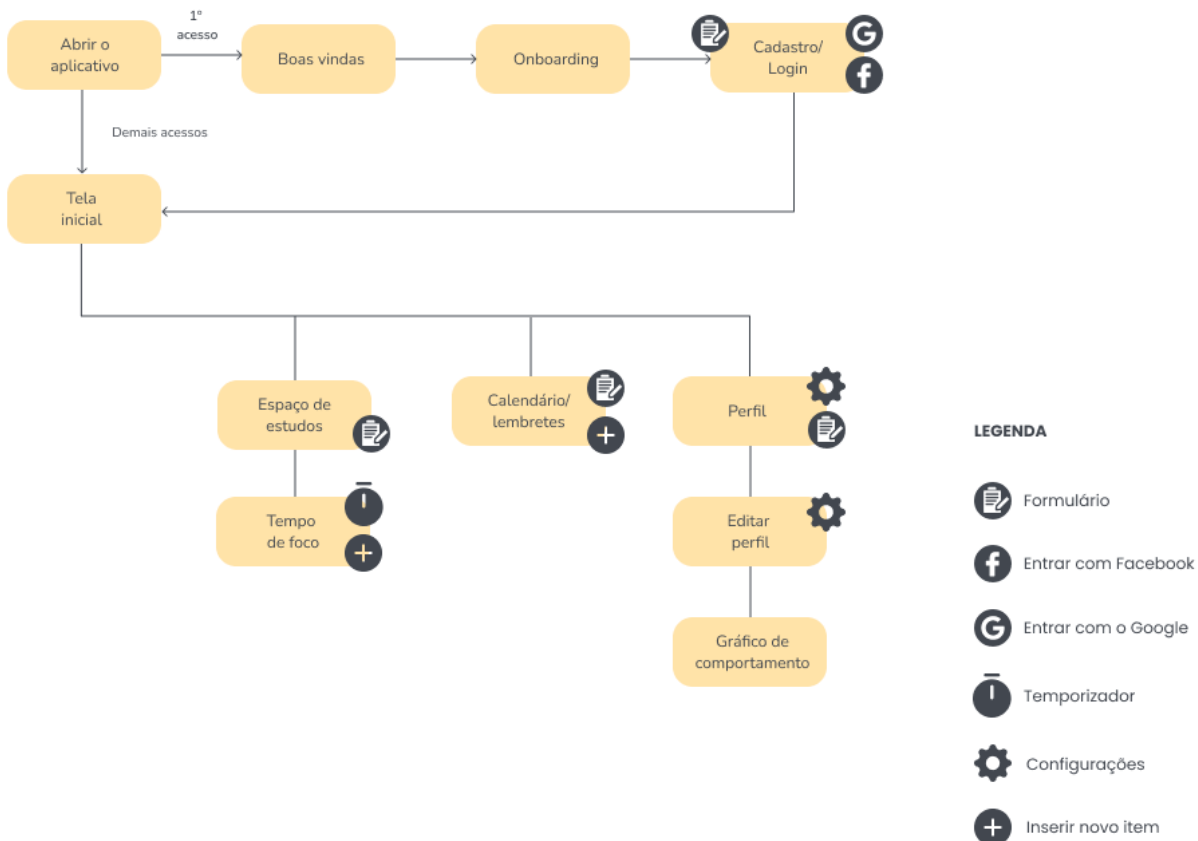 Abrir o
aplicativo
1º
acesso
Boas vindas
Onboarding
Cadastro/
Login
Demais acessos
Tela
inicial
Espaço de
estudos
Calendário/
lembretes
Perfil
Tempo
de foco
Editar
perfil
Gráfico de
comportamento
LEGENDA
Formulário
Entrar com Facebook
Entrar com o Google
Temporizador
Configurações
Inserir novo item